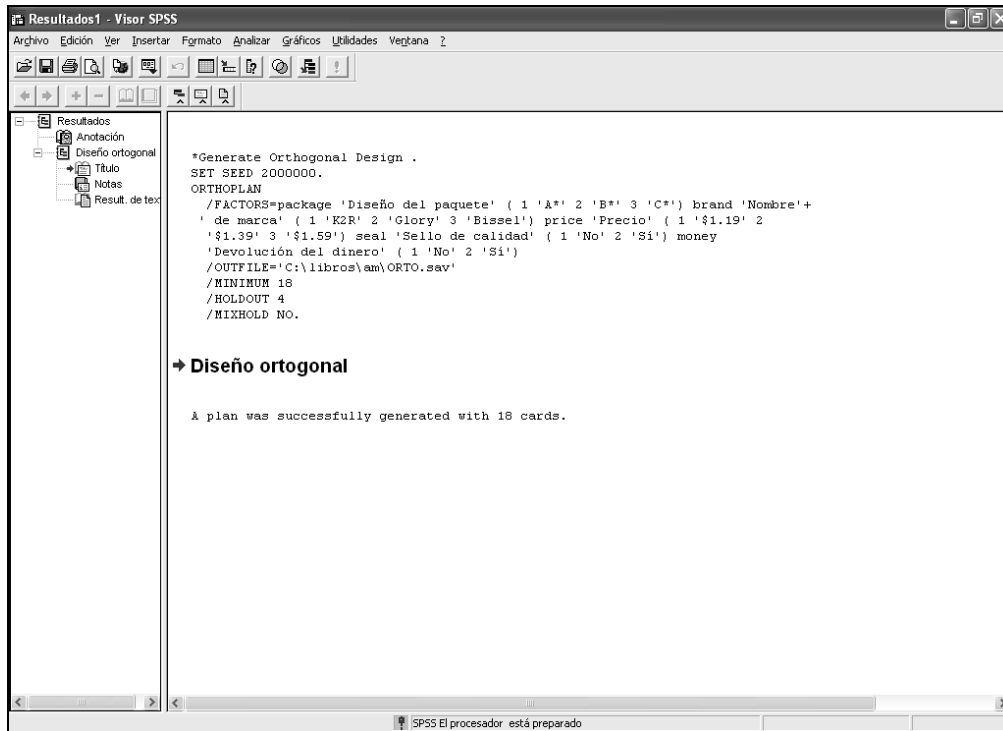 Resultados1 - Visor SPSS
Archivo Edición Ver Insertar Formato Analizar Gráficos Utilidades Ventana ?
Resultados
Anotación
Diseño ortogonal
Título
Notas
Result. de tex
*Generate Orthogonal Design .
SET SEED 2000000.
ORTHOPLAN
/FACTORS=package 'Diseño del paquete' ( 1 'A*' 2 'B*' 3 'C*') brand 'Nombre'+
' de marca' ( 1 'K2R' 2 'Glory' 3 'Bissel') price 'Precio' ( 1 '$1.19' 2
'$1.39' 3 '$1.59') seal 'Sello de calidad' ( 1 'No' 2 'Sí') money
'Devolución del dinero' ( 1 'No' 2 'Sí')
/OUTFILE='C:\libros\am\ORTO.sav'
/MINIMUM 18
/HOLDOUT 4
/MIXHOLD NO.
Diseño ortogonal
A plan was successfully generated with 18 cards.
SPSS El procesador está preparado